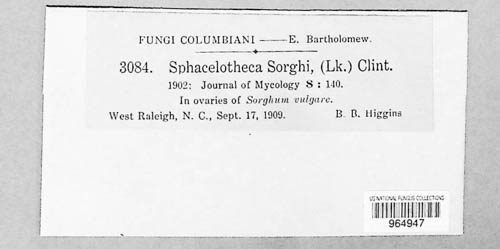 FUNGI COLUMBIANI — E. Bartholomew.
3084. Sphacelotheca Sorghi, (Lk.) Clint.
1902: Journal of Mycology 8 : 140.
In ovaries of Sorghum vulgare.
West Raleigh, N. C., Sept. 17, 1909. B. B. Higgins
US NATIONAL FUNGUS COLLECTIONS
964947